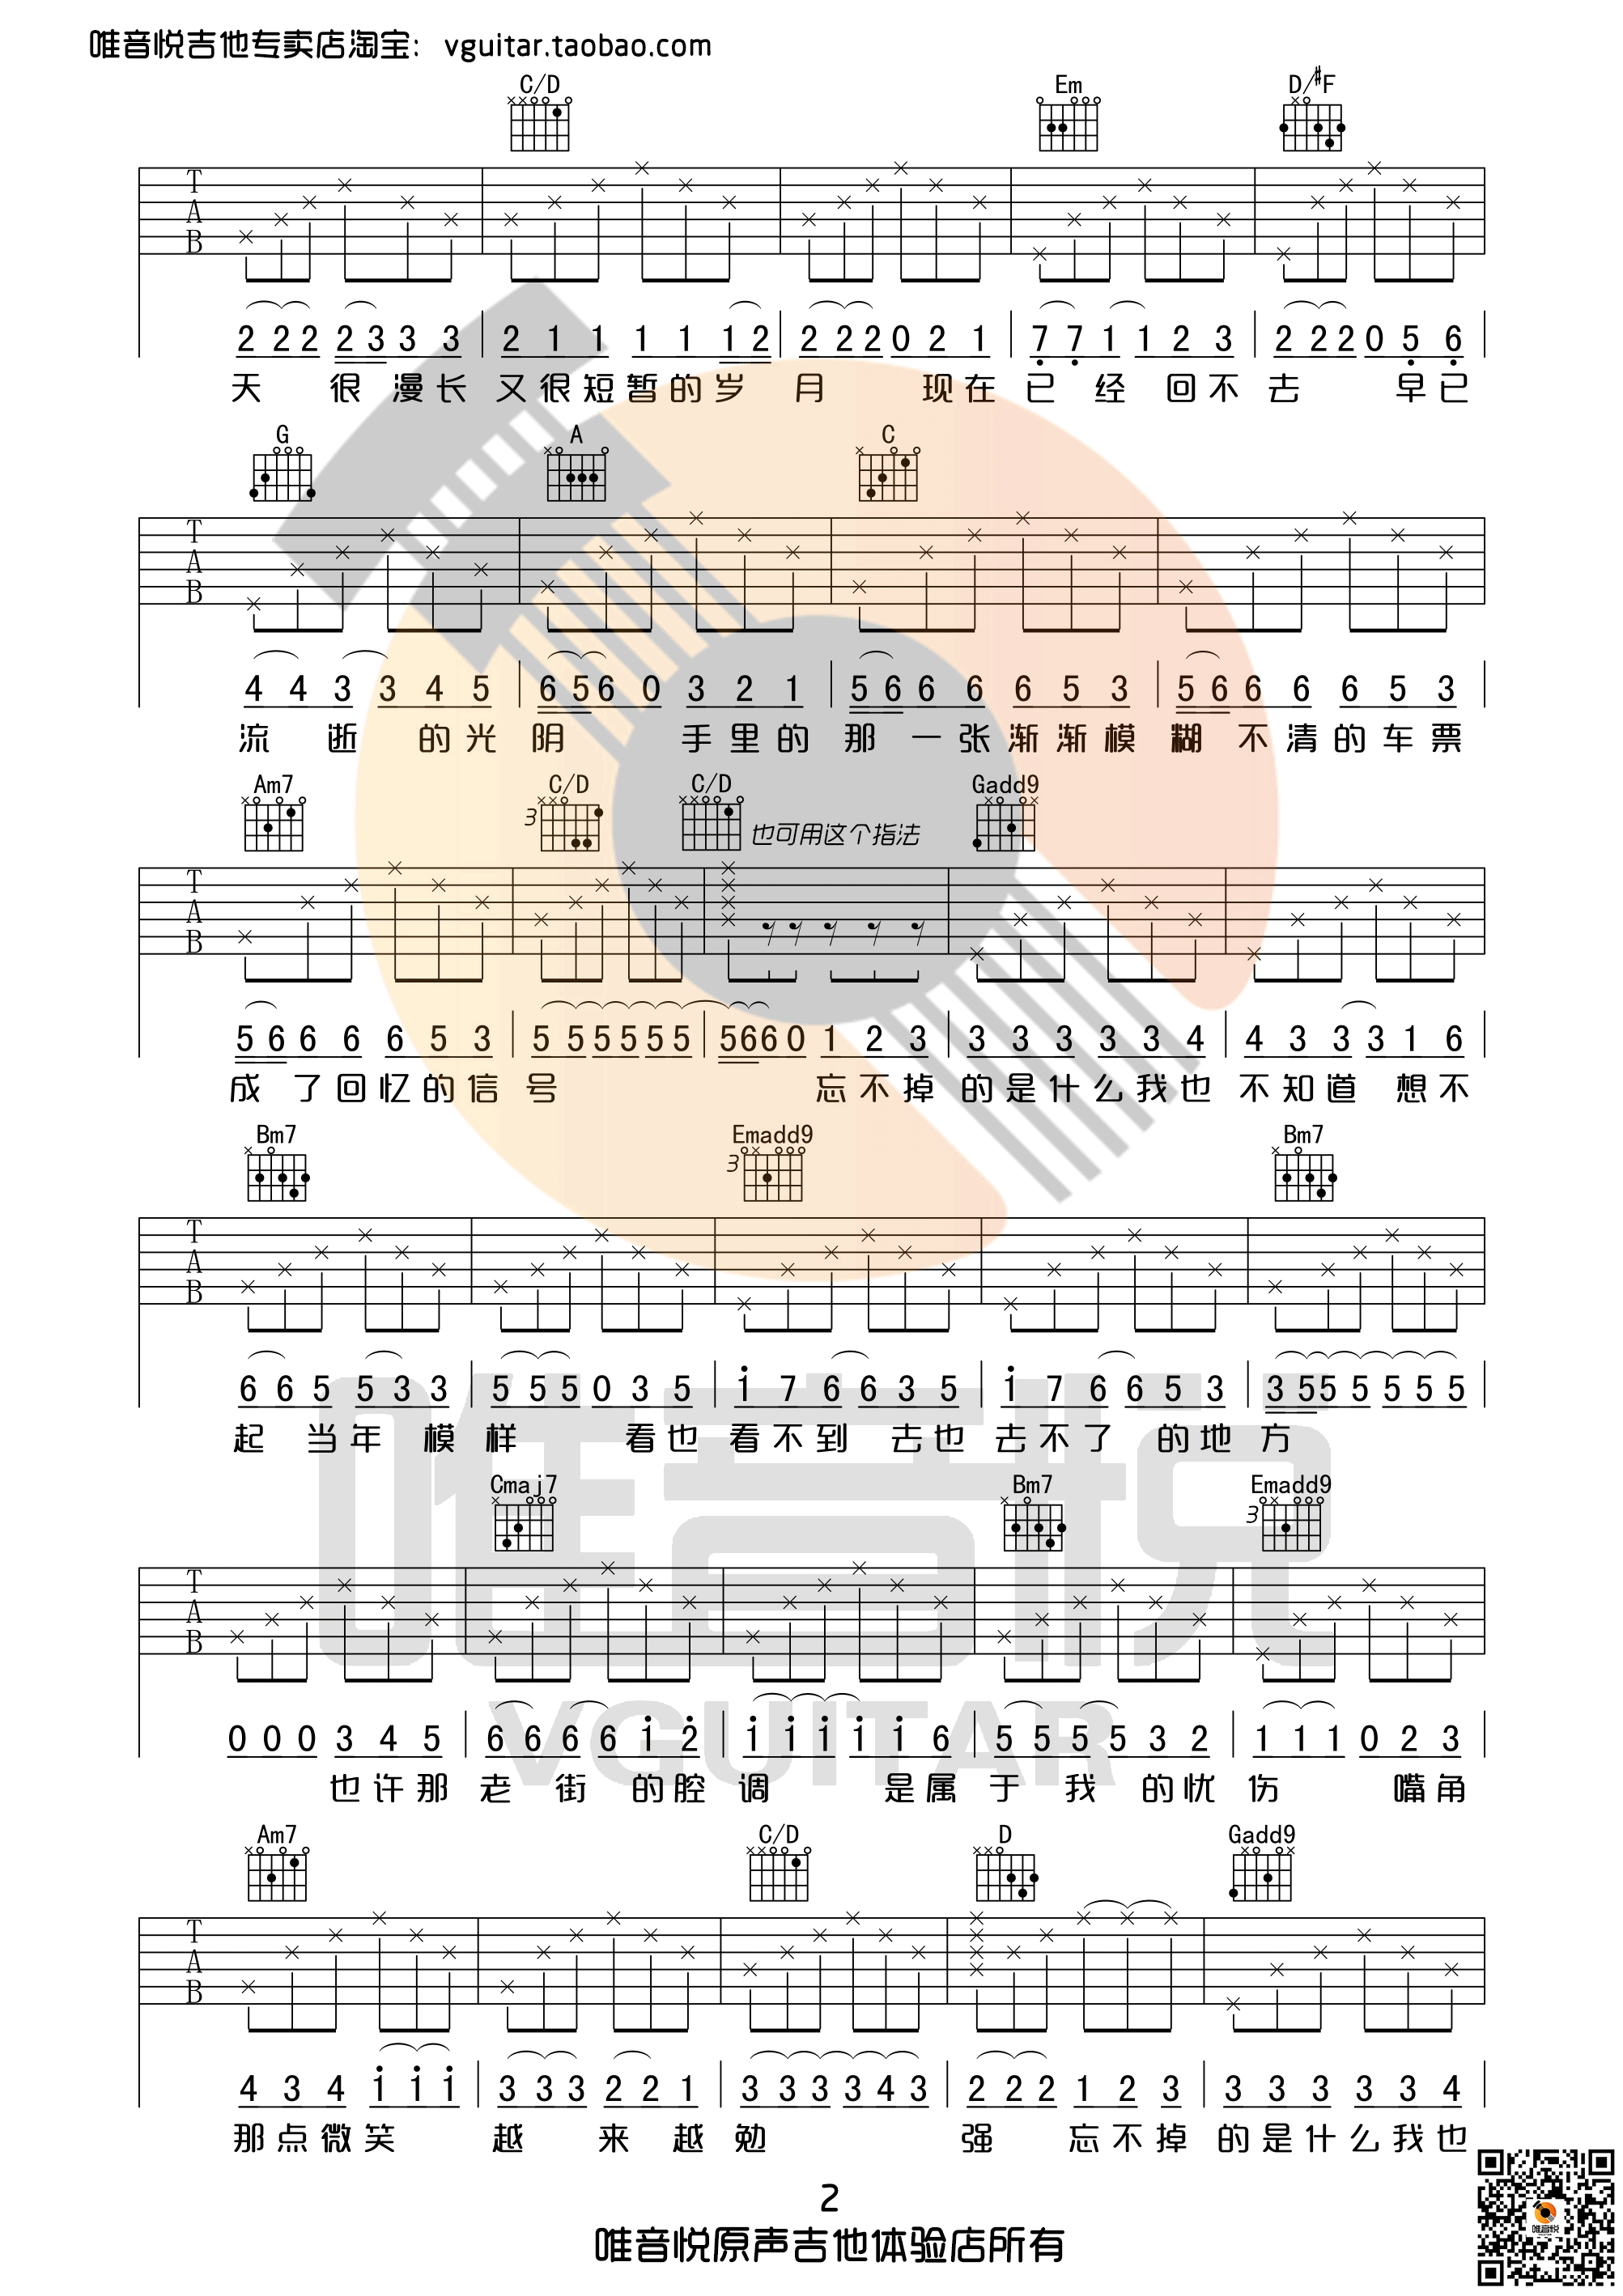 唯音悦吉他专卖店淘宝: vguitar.taobao.com
C/D Em D/#F
T A B
2 2 2 2 3 3 3 | 2 1 1 1 1 1 2 | 2 2 2 0 2 1 | 7 7 1 1 2 3 | 2 2 2 0 5 6 |
天 很 漫 长 又 很 短 暂 的 岁 月 现 在 已 经 回 不 去 早 已
G A C
T A B
4 4 3 3 4 5 | 6 5 6 0 3 2 1 | 5 6 6 6 6 5 3 | 5 6 6 6 6 5 3 |
流 逝 的 光 阴 手 里 的 那 一 张 渐 渐 模 糊 不 清 的 车 票
Am7 C/D C/D Gadd9
3 也可用这个指法
T A B
5 6 6 6 6 5 3 | 5 5 5 5 5 5 | 5 6 6 0 1 2 3 | 3 3 3 3 3 4 | 4 3 3 3 1 6 |
成 了 回 忆 的 信 号 忘 不 掉 的 是 什 么 我 也 不 知 道 想 不
Bm7 Emadd9 Bm7
3
T A B
6 6 5 5 3 3 | 5 5 5 0 3 5 | i 7 6 6 3 5 | i 7 6 6 5 3 | 3 5 5 5 5 5 5 |
起 当 年 模 样 看 也 看 不 到 去 也 去 不 了 的 地 方
Cmaj7 Bm7 Emadd9
3
T A B
0 0 0 3 4 5 | 6 6 6 6 i 2 | i i i i i 6 | 5 5 5 5 3 2 | 1 1 1 0 2 3 |
也 许 那 老 街 的 腔 调 是 属 于 我 的 忧 伤 嘴 角
唯音悦
VGUITAR
Am7 C/D D Gadd9
T A B
4 3 4 i i i | 3 3 3 2 2 1 | 3 3 3 3 4 3 | 2 2 2 1 2 3 | 3 3 3 3 3 4 |
那 点 微 笑 越 来 越 勉 强 忘 不 掉 的 是 什 么 我 也
2
唯音悦原声吉他体验店所有
唯音悦